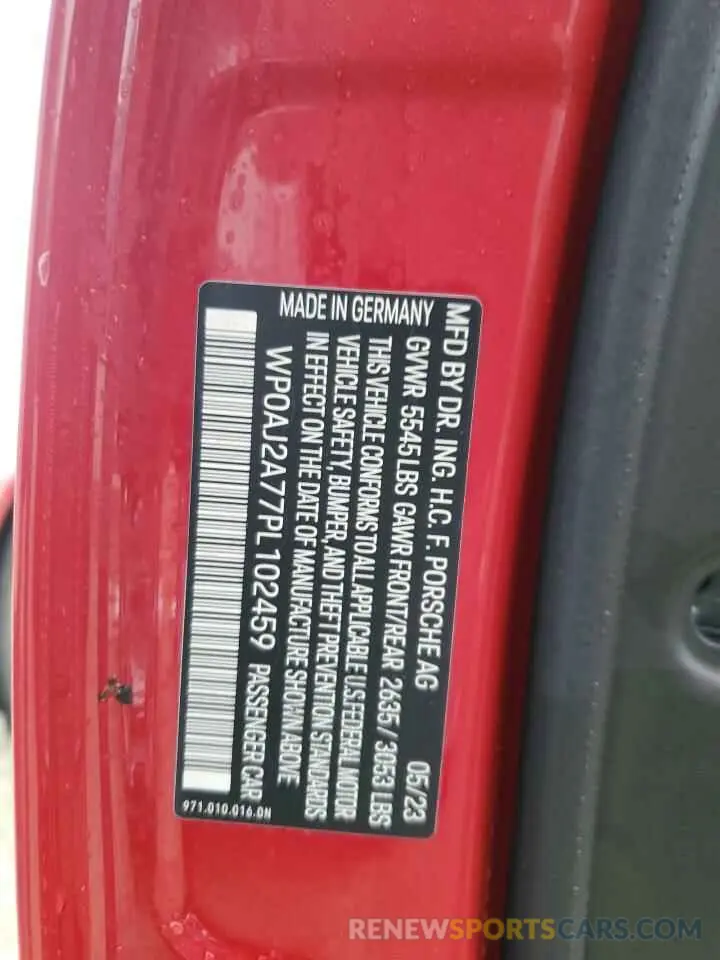 MFD BY DR. ING. H.C. F. PORSCHE AG 05/23
GVWR 5545 LBS GAWR FRONT/REAR 2635 / 3053 LBS
THIS VEHICLE CONFORMS TO ALL APPLICABLE U.S. FEDERAL MOTOR
VEHICLE SAFETY, BUMPER, AND THEFT PREVENTION STANDARDS
IN EFFECT ON THE DATE OF MANUFACTURE SHOWN ABOVE
WP0AJ2A77PL102459 PASSENGER CAR
MADE IN GERMANY
971.010.016.0N
RENEWSPORTSCARS.COM